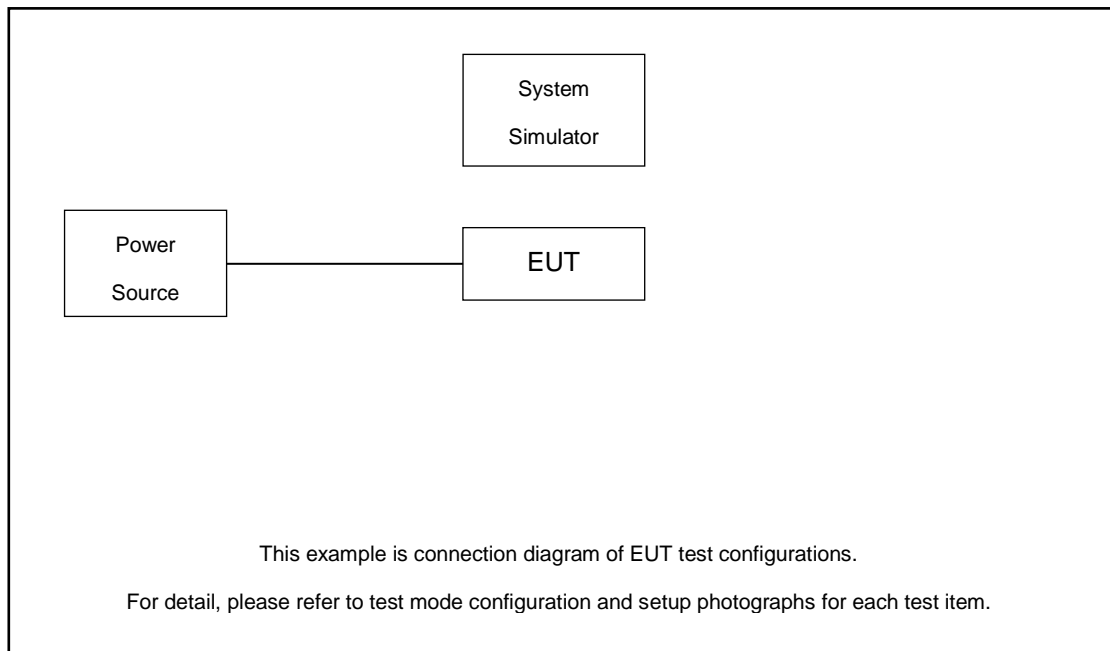 System
Simulator
Power
Source
EUT
This example is connection diagram of EUT test configurations.
For detail, please refer to test mode configuration and setup photographs for each test item.